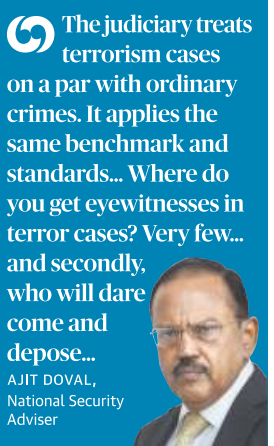 The judiciary treats
terrorism cases
on a par with ordinary
crimes. It applies the
same benchmark and
standards... Where do
you get eyewitnesses in
terror cases? Very few...
and secondly,
who will dare
come and
depose...
AJIT DOVAL,
National Security
Adviser